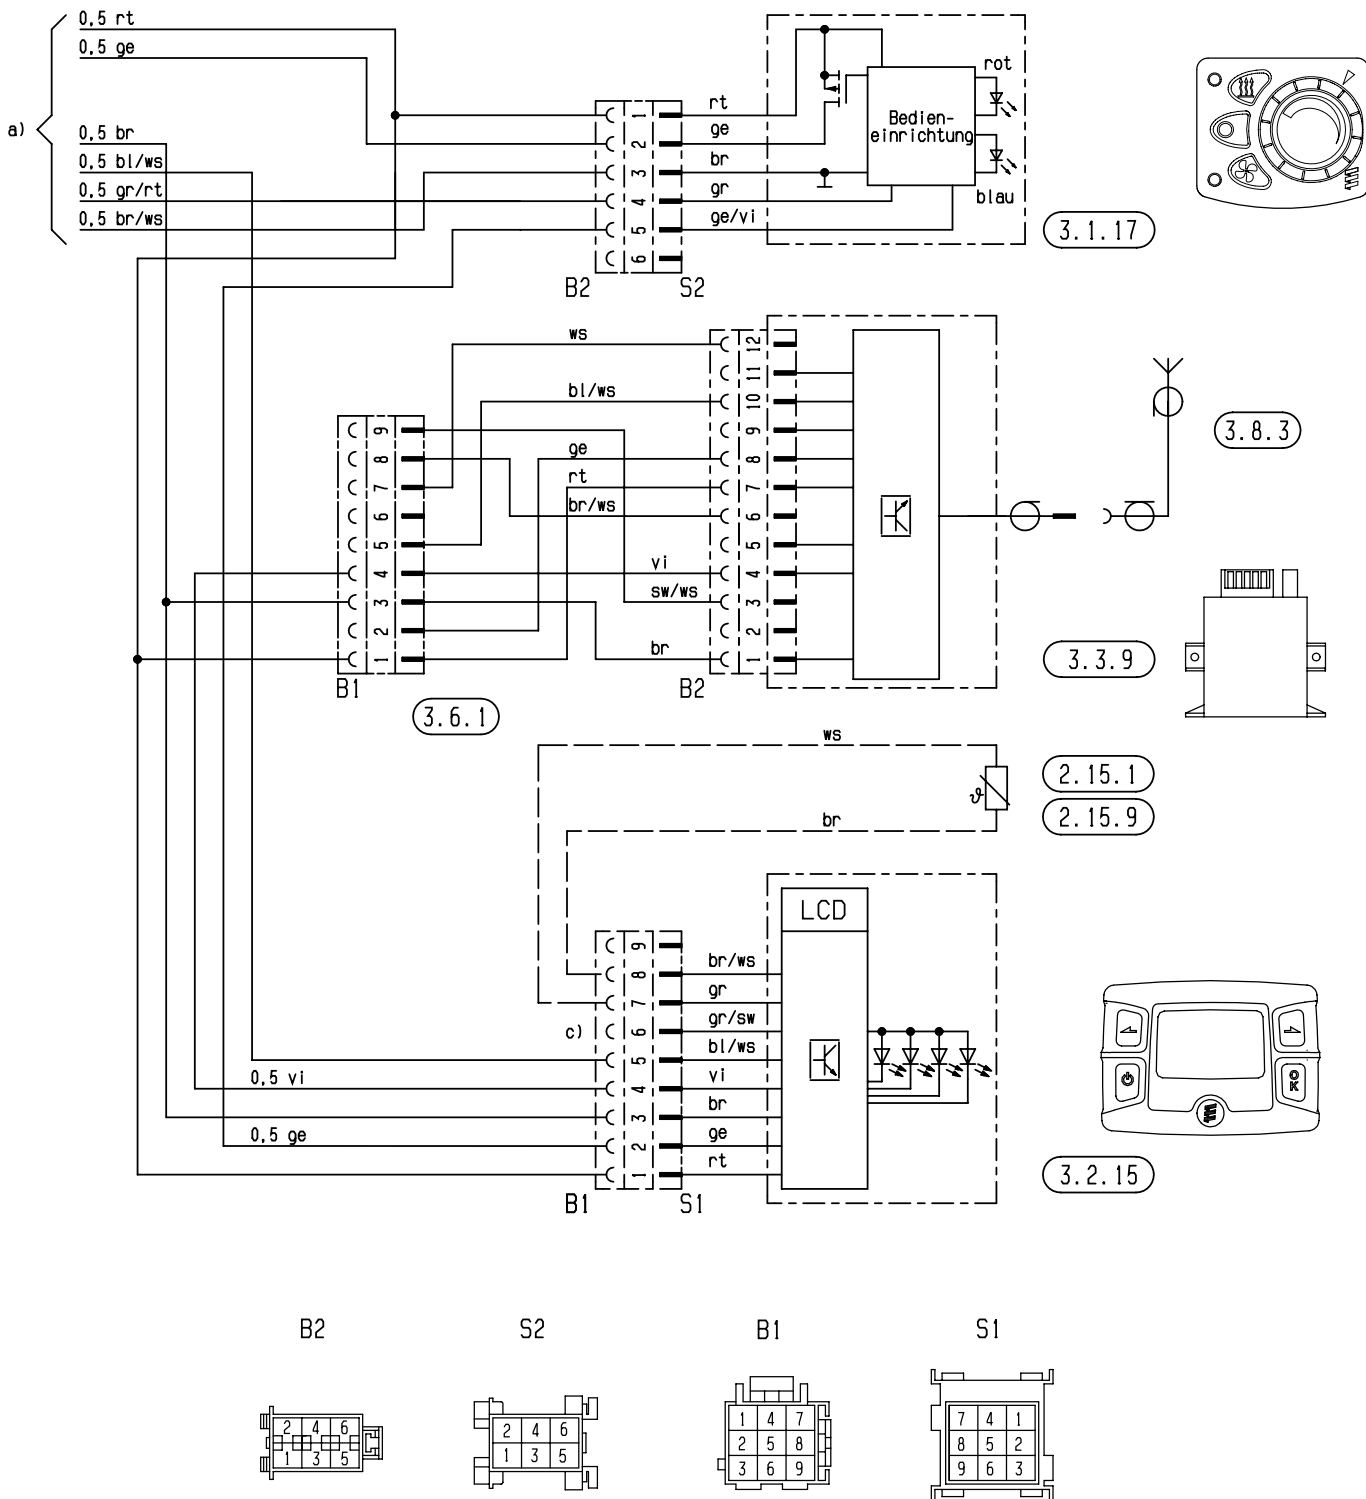 0,5 rt
0,5 ge
a)
0,5 br
0,5 bl/ws
0,5 gr/rt
0,5 br/ws
1
2
3
4
5
6
rt
ge
br
gr
ge/vi
B2
S2
Bedien-
einrichtung
rot
blau
3.1.17
ws
bl/ws
ge
rt
br/ws
vi
sw/ws
br
12
11
10
9
8
7
6
5
4
3
2
1
B2
9
8
7
6
5
4
3
2
1
B1
3.6.1
3.8.3
3.3.9
ws
ϑ
br
2.15.1
2.15.9
LCD
9
8
7
6
5
4
3
2
1
c)
br/ws
gr
gr/sw
bl/ws
vi
br
ge
rt
0,5 vi
0,5 ge
B1
S1
OK
3.2.15
B2
S2
B1
S1
2 4 6
1 3 5
2 4 6
1 3 5
1 4 7
2 5 8
3 6 9
7 4 1
8 5 2
9 6 3